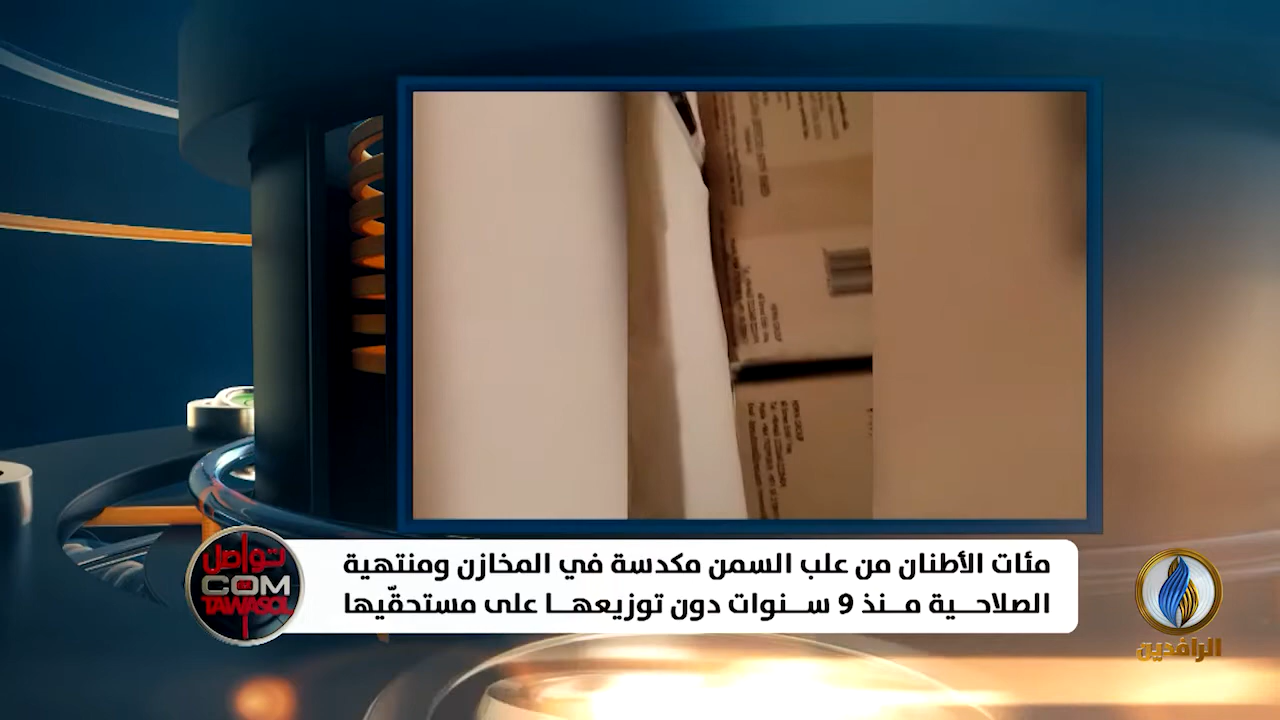 مئات الأطنان من علب السمن مكدسة في المخازن ومنتهية
الصلاحية منذ 9 سنوات دون توزيعها على مستحقّيها
تواصل
COM
TAWASOL
الرافدين